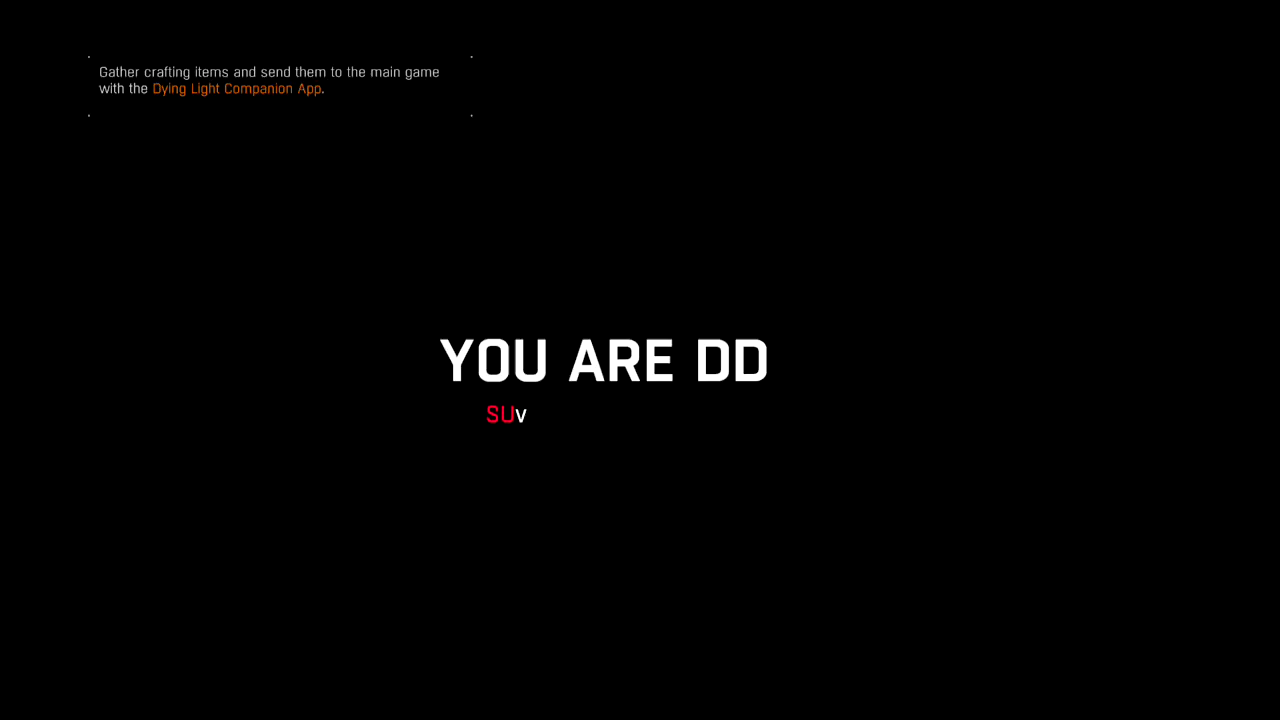 Gather crafting items and send them to the main game
with the Dying Light Companion App.
YOU ARE DD
SUv